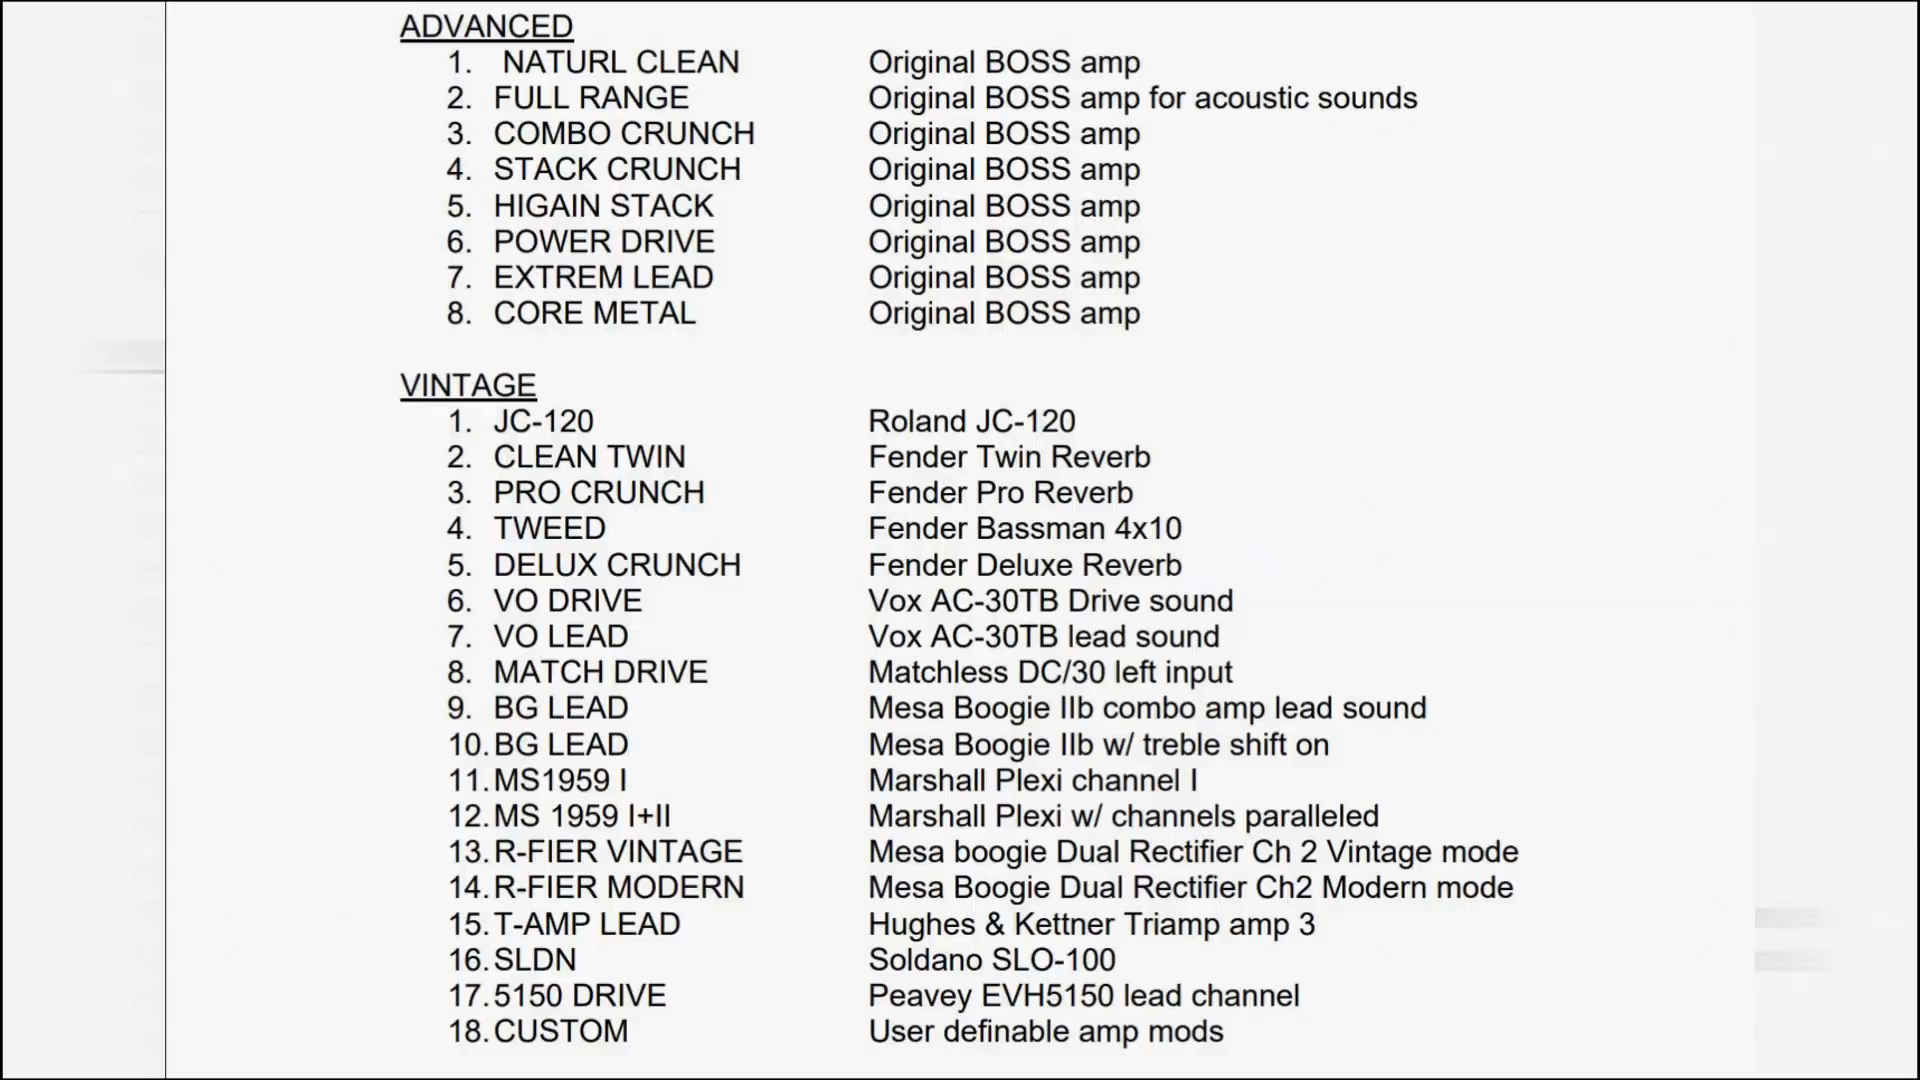 ADVANCED
1. NATURL CLEAN Original BOSS amp
2. FULL RANGE Original BOSS amp for acoustic sounds
3. COMBO CRUNCH Original BOSS amp
4. STACK CRUNCH Original BOSS amp
5. HIGAIN STACK Original BOSS amp
6. POWER DRIVE Original BOSS amp
7. EXTREM LEAD Original BOSS amp
8. CORE METAL Original BOSS amp
VINTAGE
1. JC-120 Roland JC-120
2. CLEAN TWIN Fender Twin Reverb
3. PRO CRUNCH Fender Pro Reverb
4. TWEED Fender Bassman 4x10
5. DELUX CRUNCH Fender Deluxe Reverb
6. VO DRIVE Vox AC-30TB Drive sound
7. VO LEAD Vox AC-30TB lead sound
8. MATCH DRIVE Matchless DC/30 left input
9. BG LEAD Mesa Boogie IIb combo amp lead sound
10. BG LEAD Mesa Boogie IIb w/ treble shift on
11. MS1959 I Marshall Plexi channel I
12. MS 1959 I+II Marshall Plexi w/ channels paralleled
13. R-FIER VINTAGE Mesa boogie Dual Rectifier Ch 2 Vintage mode
14. R-FIER MODERN Mesa Boogie Dual Rectifier Ch2 Modern mode
15. T-AMP LEAD Hughes & Kettner Triamp amp 3
16. SLDN Soldano SLO-100
17. 5150 DRIVE Peavey EVH5150 lead channel
18. CUSTOM User definable amp mods